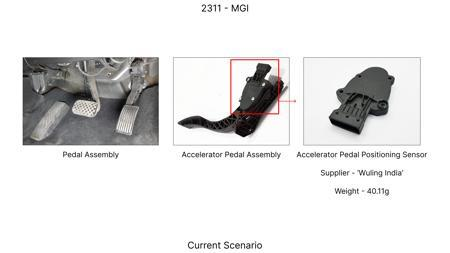 2311 - MGI
Pedal Assembly
Accelerator Pedal Assembly
Accelerator Pedal Positioning Sensor
Supplier - 'Wuling India'
Weight - 40.11g
Current Scenario